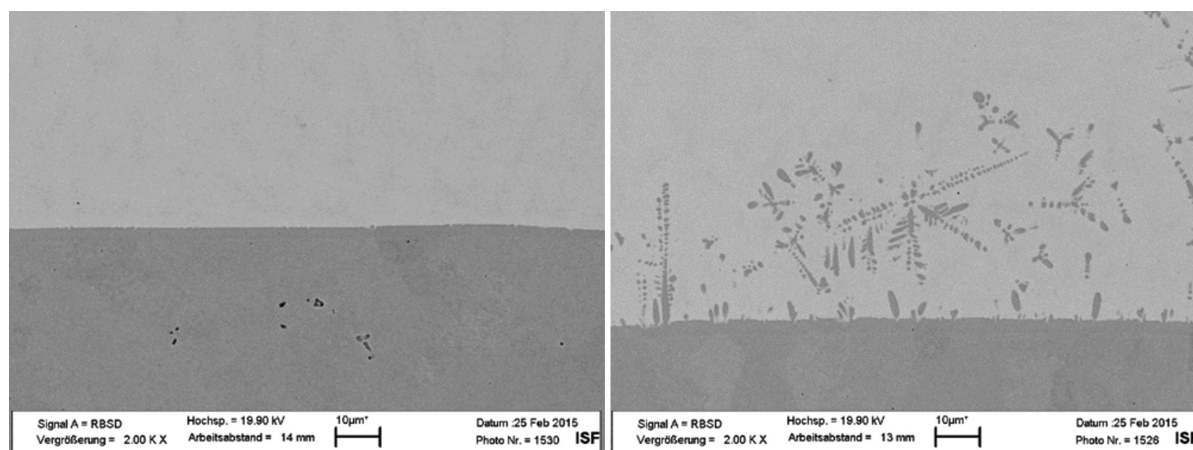 Signal A = RBSD Hochsp. = 19.90 kV 10µm* Datum :25 Feb 2015
Vergrößerung = 2.00 K X Arbeitsabstand = 14 mm Photo Nr. = 1530 ISF
Signal A = RBSD Hochsp. = 19.90 kV 10µm* Datum :25 Feb 2015
Vergrößerung = 2.00 K X Arbeitsabstand = 13 mm Photo Nr. = 1526